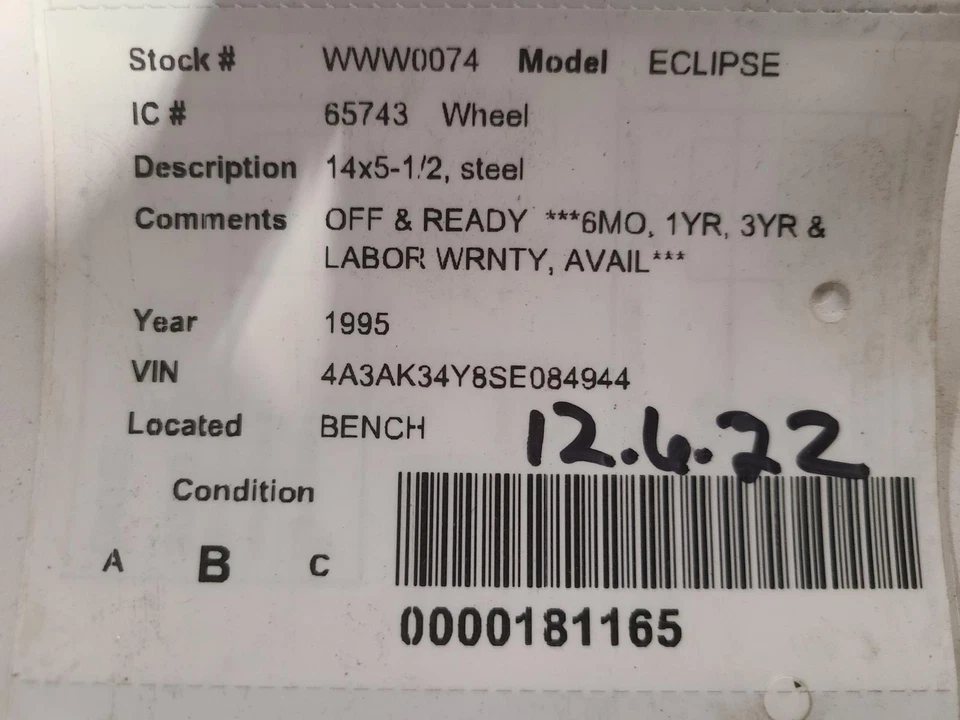 Stock # WWW0074 Model ECLIPSE
IC # 65743 Wheel
Description 14x5-1/2, steel
Comments OFF & READY ***6MO, 1YR, 3YR &
LABOR WRNTY, AVAIL***
Year 1995
VIN 4A3AK34Y8SE084944
Located BENCH
12.6.22
Condition
A B C
0000181165